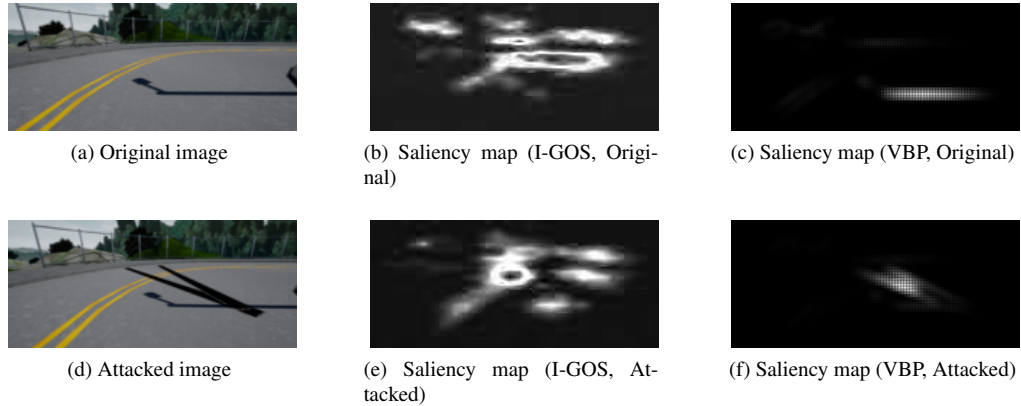 (a) Original image
(b) Saliency map (I-GOS, Origi-
nal)
(c) Saliency map (VBP, Original)
(d) Attacked image
(e) Saliency map (I-GOS, At-
tacked)
(f) Saliency map (VBP, Attacked)